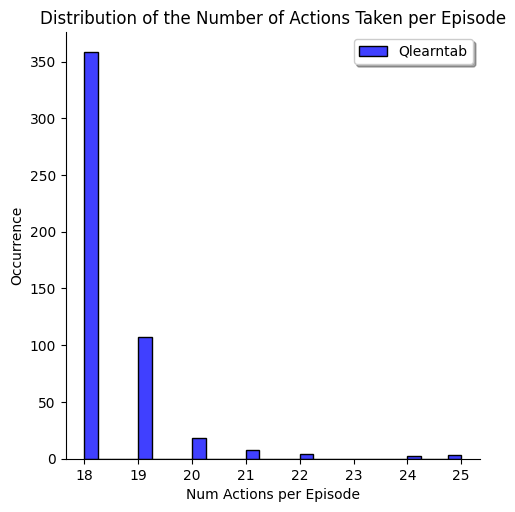 Distribution of the Number of Actions Taken per Episode
Qlearntab
350
300
250
200
150
100
50
0
Occurrence
18 19 20 21 22 23 24 25
Num Actions per Episode